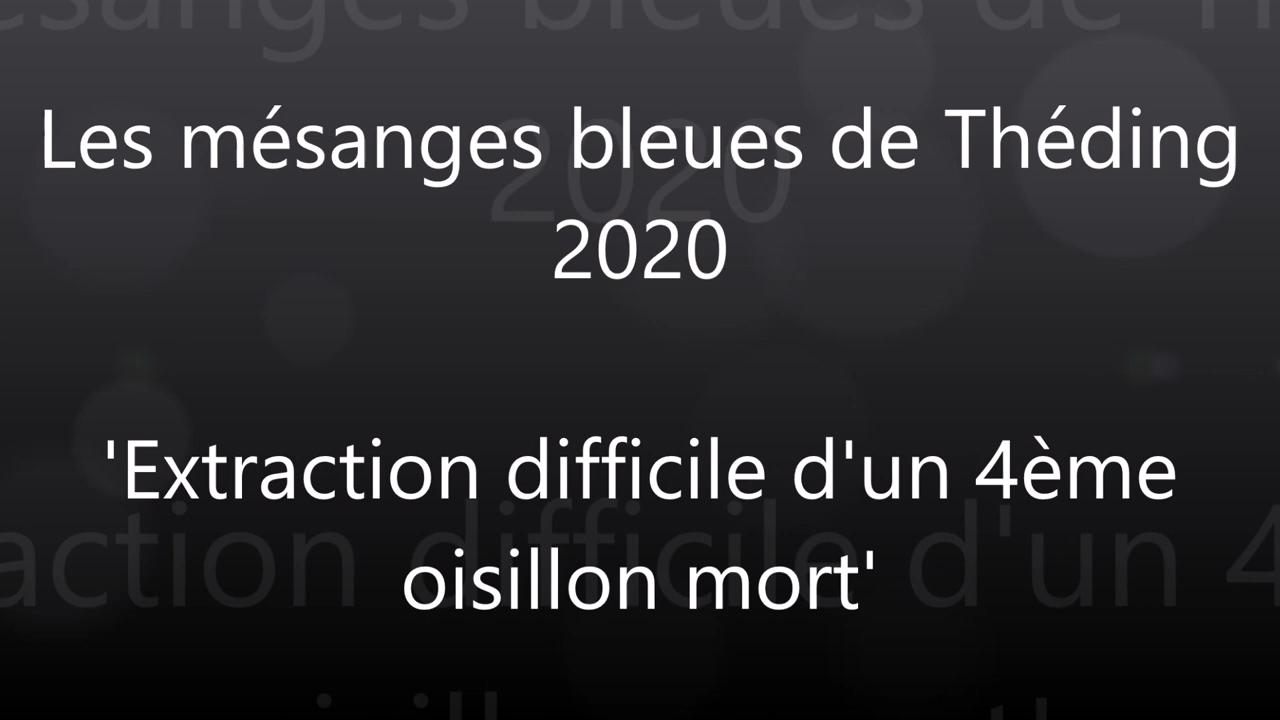 Les mésanges bleues de Théding
2020
'Extraction difficile d'un 4ème
oisillon mort'